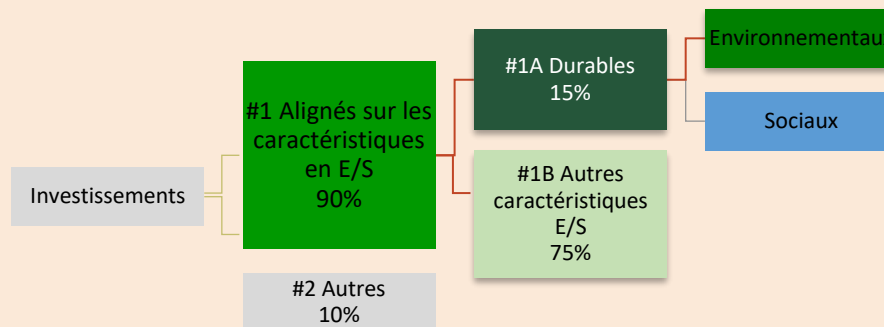 Investissements
#1 Alignés sur les
caractéristiques
en E/S
90%
#2 Autres
10%
#1A Durables
15%
#1B Autres
caractéristiques
E/S
75%
Environnementaux
Sociaux